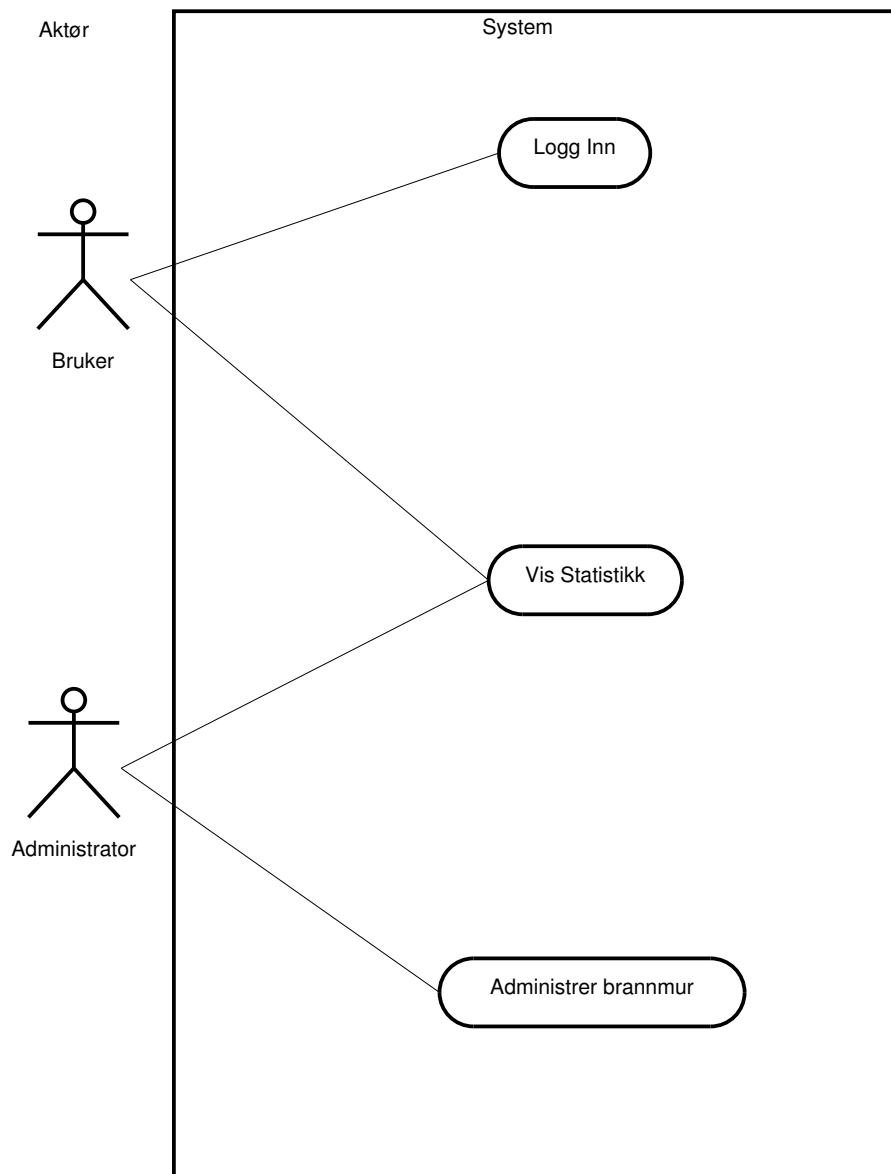 Aktør
System
Logg Inn
Bruker
Vis Statistikk
Administrator
Administrer brannmur